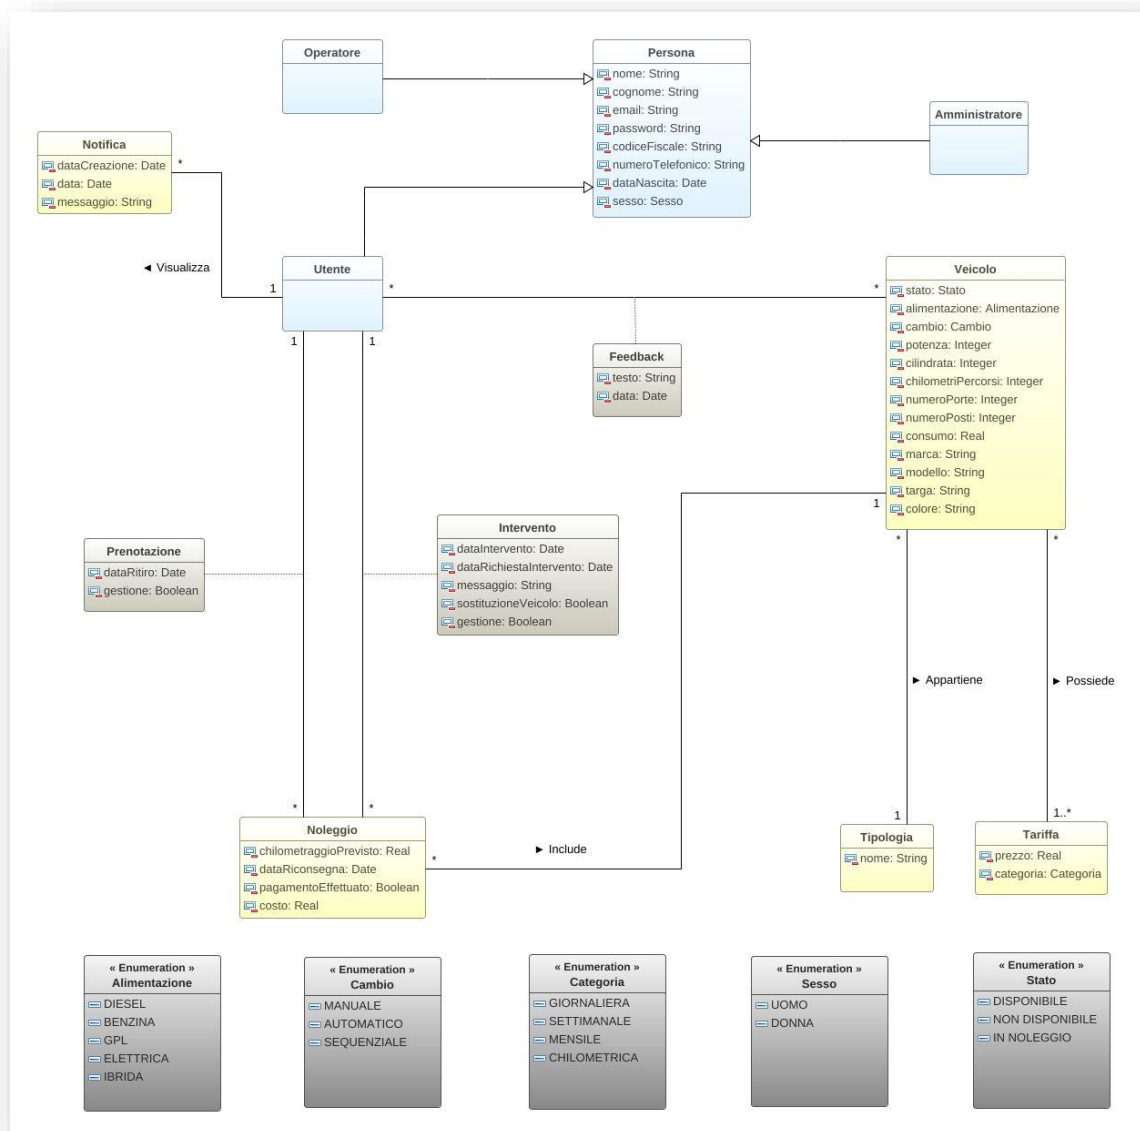 Operatore
Persona
nome: String
cognome: String
email: String
password: String
codiceFiscale: String
numeroTelefonico: String
dataNascita: Date
sesso: Sesso
Amministratore
Notifica
dataCreazione: Date
data: Date
messaggio: String
*
◄ Visualizza
1
Utente
*
*
1
1
Veicolo
stato: Stato
alimentazione: Alimentazione
cambio: Cambio
potenza: Integer
cilindrata: Integer
chilometriPercorsi: Integer
numeroPorte: Integer
numeroPosti: Integer
consumo: Real
marca: String
modello: String
targa: String
colore: String
Feedback
testo: String
data: Date
1
*
*
Prenotazione
dataRitiro: Date
gestione: Boolean
Intervento
dataIntervento: Date
dataRichiestaIntervento: Date
messaggio: String
sostituzioneVeicolo: Boolean
gestione: Boolean
► Appartiene
► Possiede
*
*
1
1..*
Noleggio
chilometraggioPrevisto: Real
dataRiconsegna: Date
pagamentoEffettuato: Boolean
costo: Real
*
► Include
Tipologia
nome: String
Tariffa
prezzo: Real
categoria: Categoria
« Enumeration »
Alimentazione
DIESEL
BENZINA
GPL
ELETTRICA
IBRIDA
« Enumeration »
Cambio
MANUALE
AUTOMATICO
SEQUENZIALE
« Enumeration »
Categoria
GIORNALIERA
SETTIMANALE
MENSILE
CHILOMETRICA
« Enumeration »
Sesso
UOMO
DONNA
« Enumeration »
Stato
DISPONIBILE
NON DISPONIBILE
IN NOLEGGIO